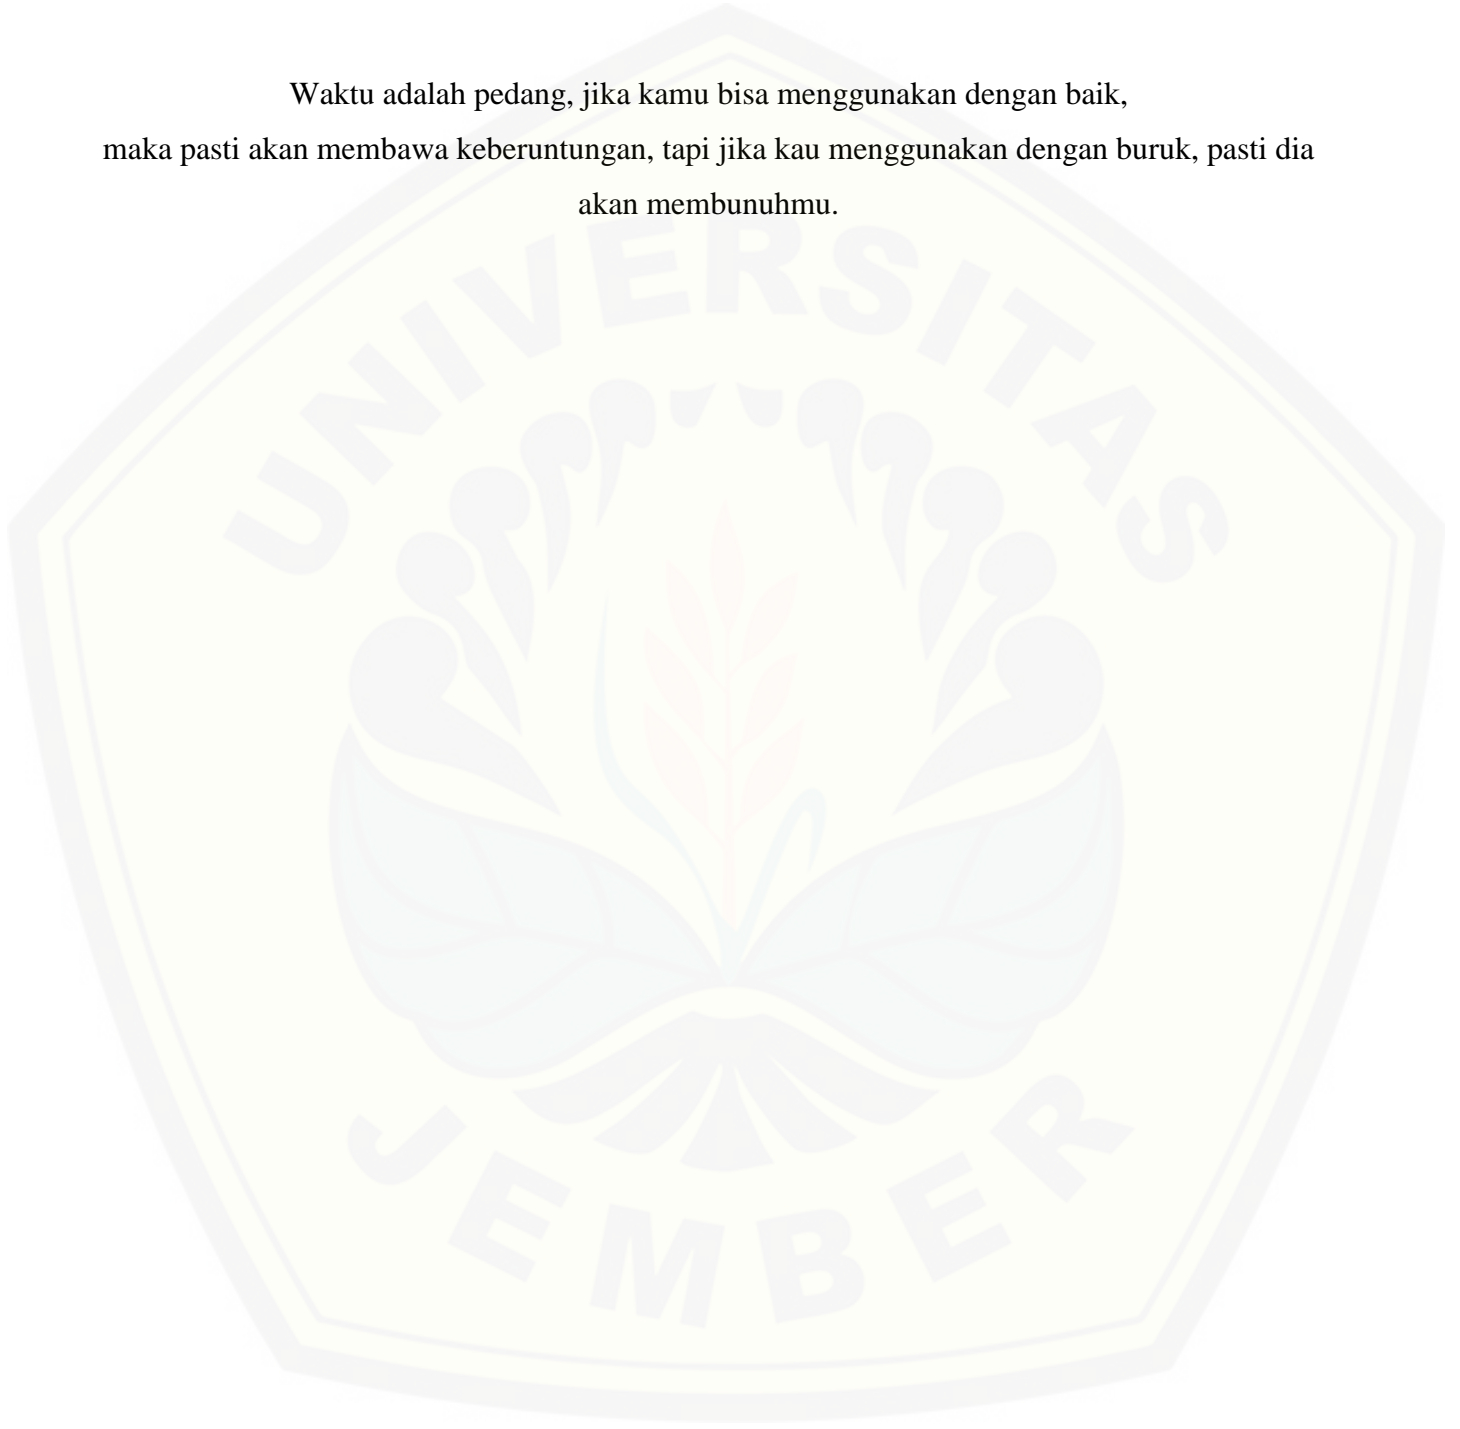 Waktu adalah pedang, jika kamu bisa menggunakan dengan baik,
maka pasti akan membawa keberuntungan, tapi jika kau menggunakan dengan buruk, pasti dia
akan membunuhmu.
UNIVERSITAS
JEMBER